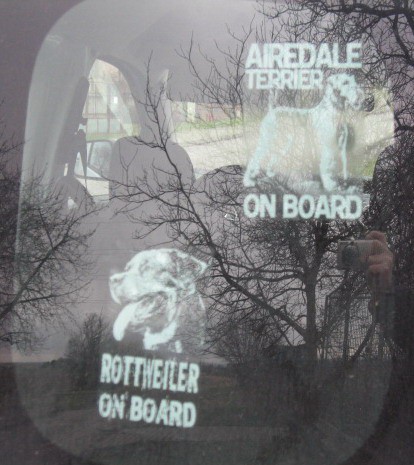 AIREDALE
TERRIER
ON BOARD
ROTTWEILER
ON BOARD